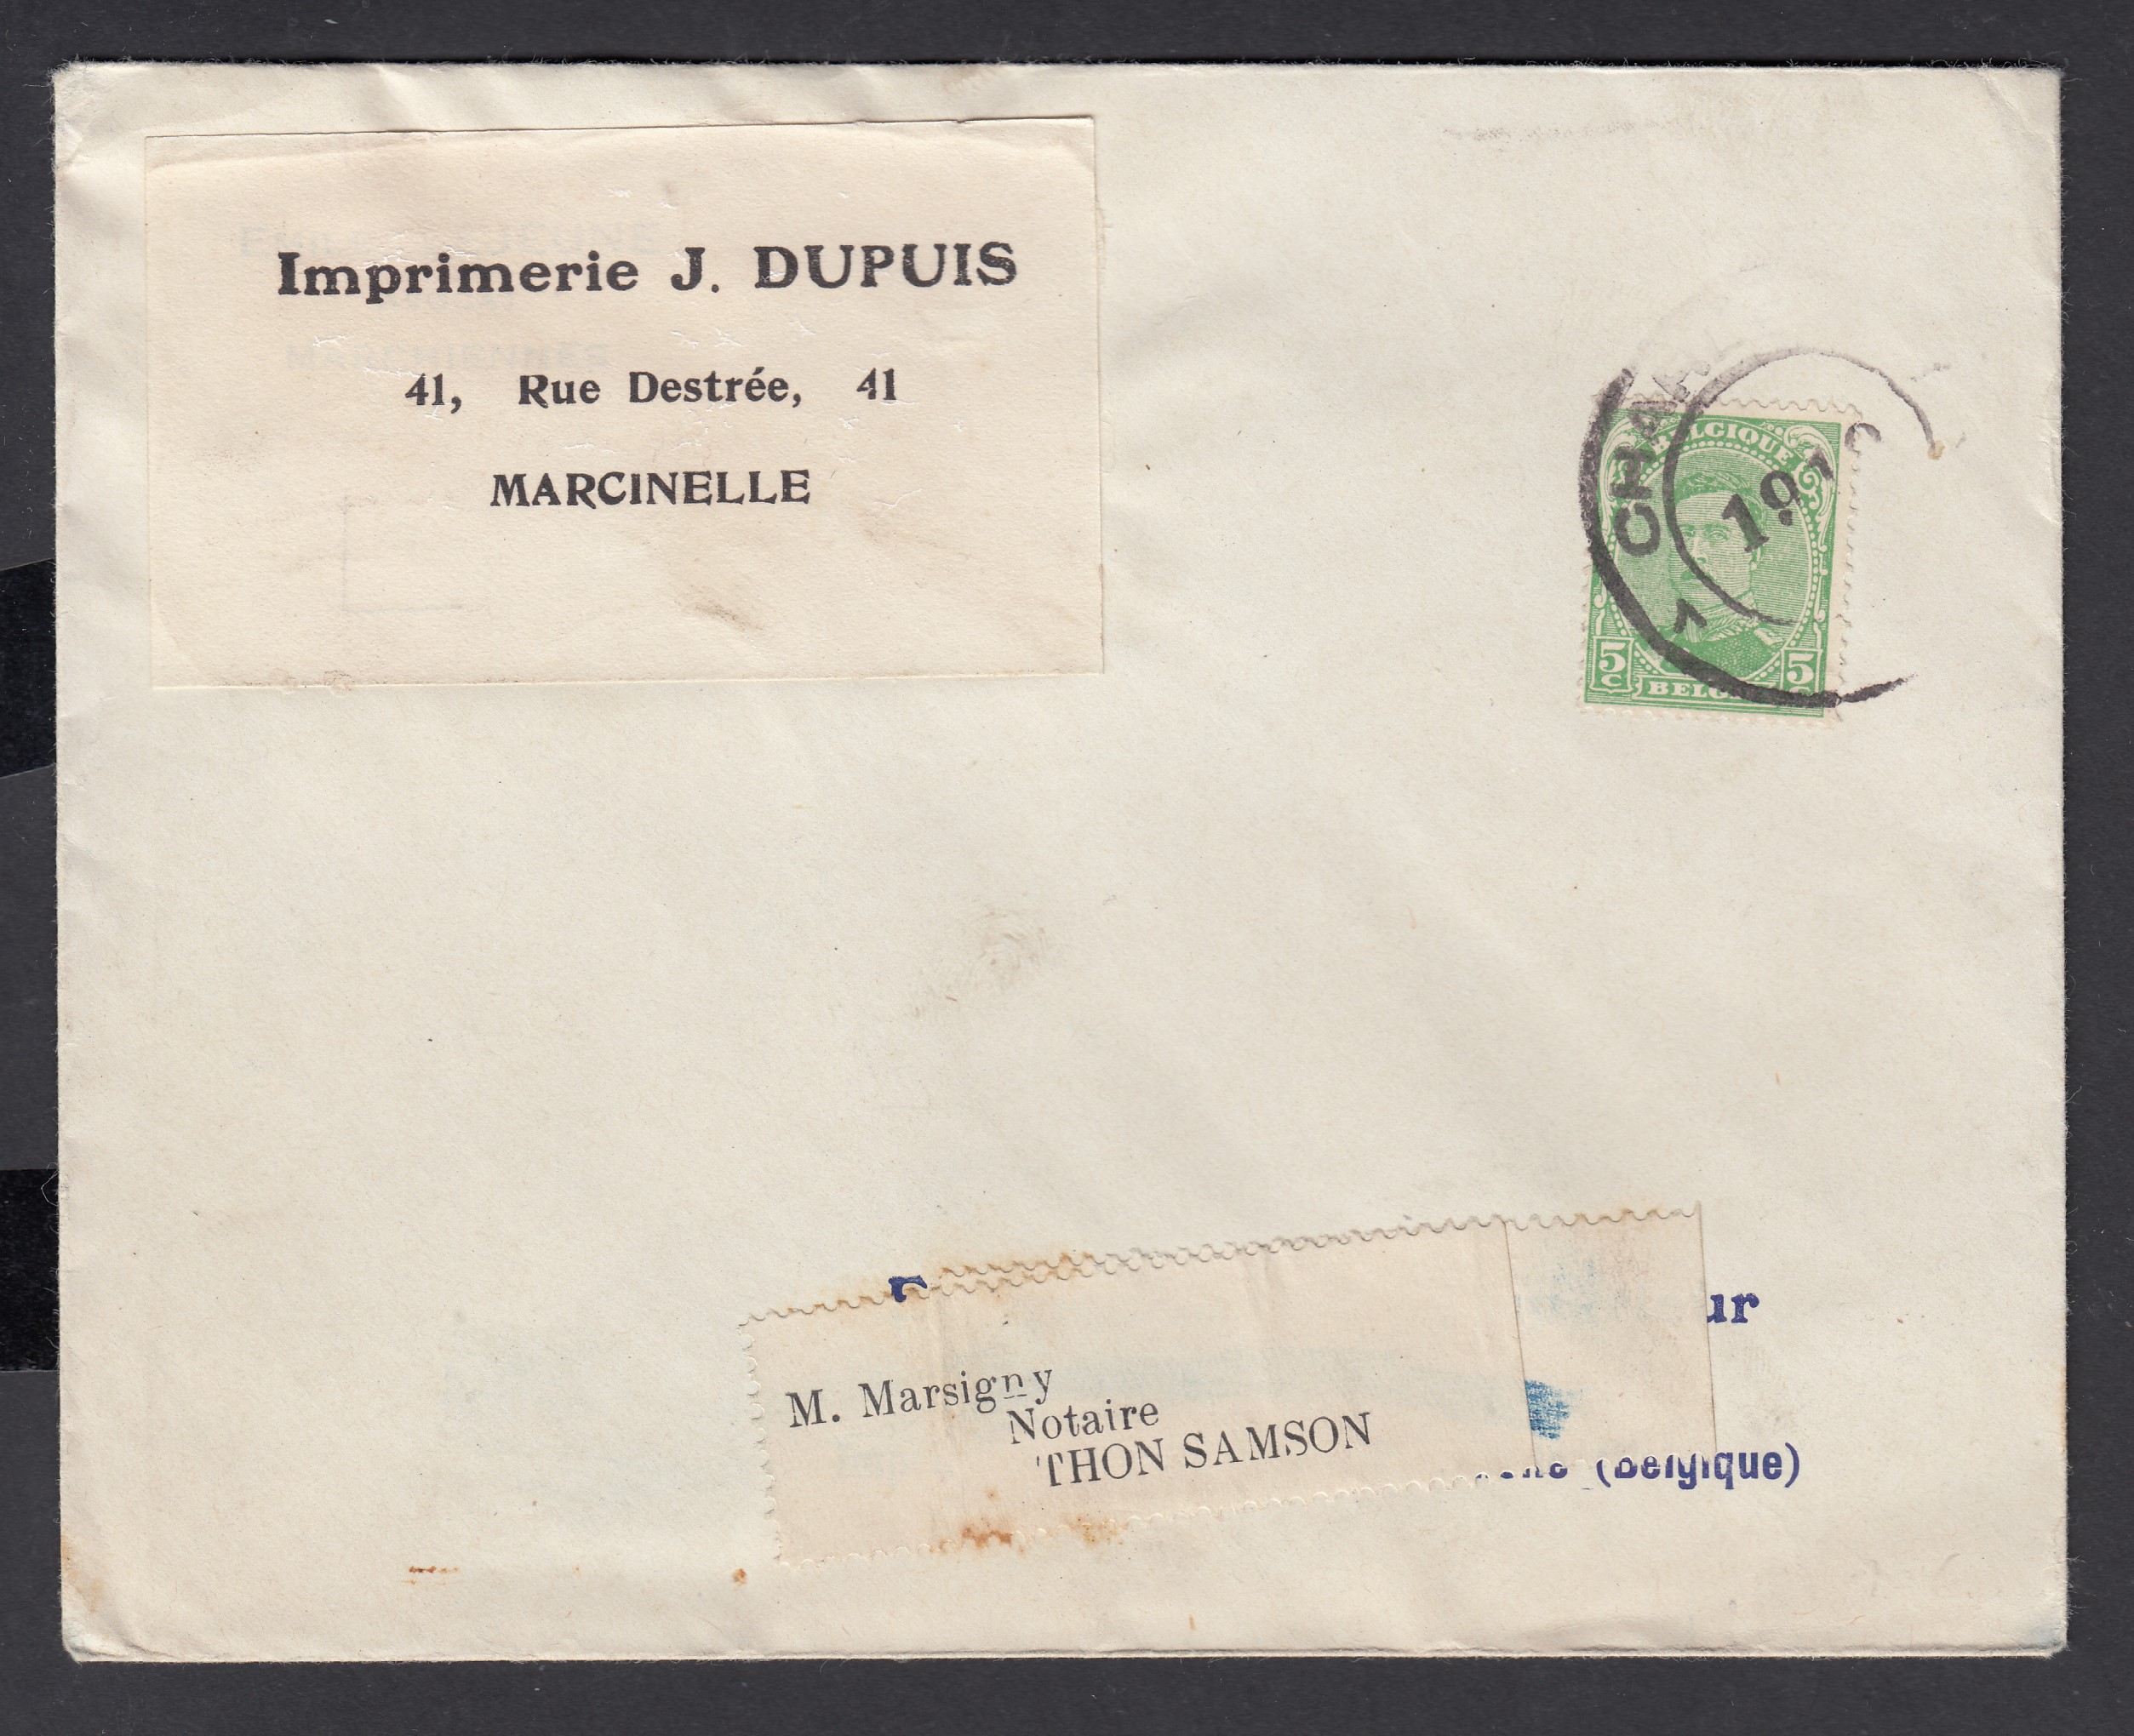 Imprimerie J. DUPUIS
41, Rue Destrée, 41
MARCINELLE
BELGIQUE
5 5
C C
M. Marsigny
Notaire
THON SAMSON
(Belgique)